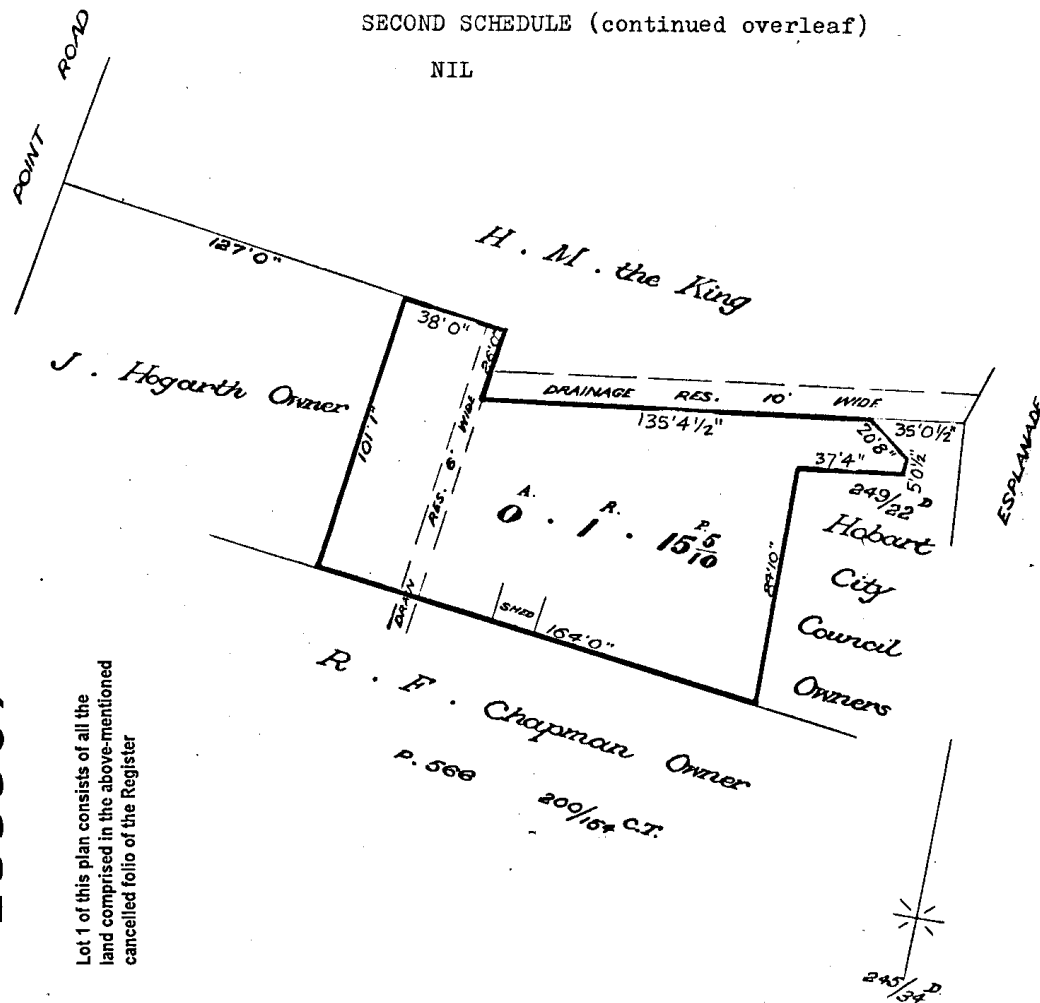 SECOND SCHEDULE (continued overleaf)
NIL
POINT ROAD
127'0"
H. M. the King
38'0"
26'0"
J. Hogarth Owner
101'1"
DRAINAGE RES. 10' WIDE
135'4½"
35'0½"
20'8"
5'0½"
37'4"
ESPLANADE
DRAIN RES. 6' WIDE
A. R. P.
0 . 1 . 15 5/10
249/22 D
Hobart
City
Council
Owners
89'10"
SHED
164'0"
R. F. Chapman Owner
P. 566
200/164 C.T.
245/34 D.
Lot 1 of this plan consists of all the
land comprised in the above-mentioned
cancelled folio of the Register